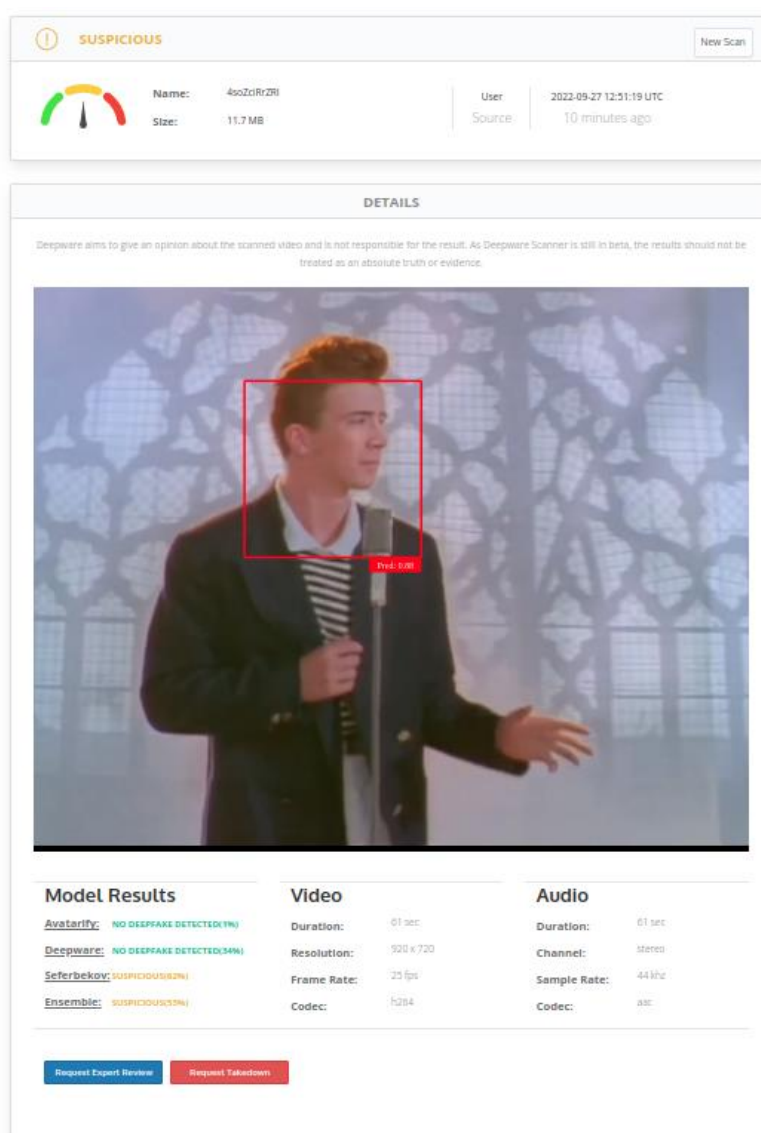 SUSPICIOUS
New Scan
Name: 4soZciRrZRI
Size: 11.7 MB
User
Source
2022-09-27 12:51:19 UTC
10 minutes ago
DETAILS
Deepware aims to give an opinion about the scanned video and is not responsible for the result. As Deepware Scanner is still in beta, the results should not be
treated as an absolute truth or evidence.
Model Results
Avatarify: NO DEEPFAKE DETECTED(1%)
Deepware: NO DEEPFAKE DETECTED(34%)
Seferbekov: SUSPICIOUS(82%)
Ensemble: SUSPICIOUS(55%)
Video
Duration: 61 sec
Resolution: 920 x 720
Frame Rate: 25 fps
Codec: h264
Audio
Duration: 61 sec
Channel: stereo
Sample Rate: 44 khz
Codec: aac
Request Expert Review
Request Takedown